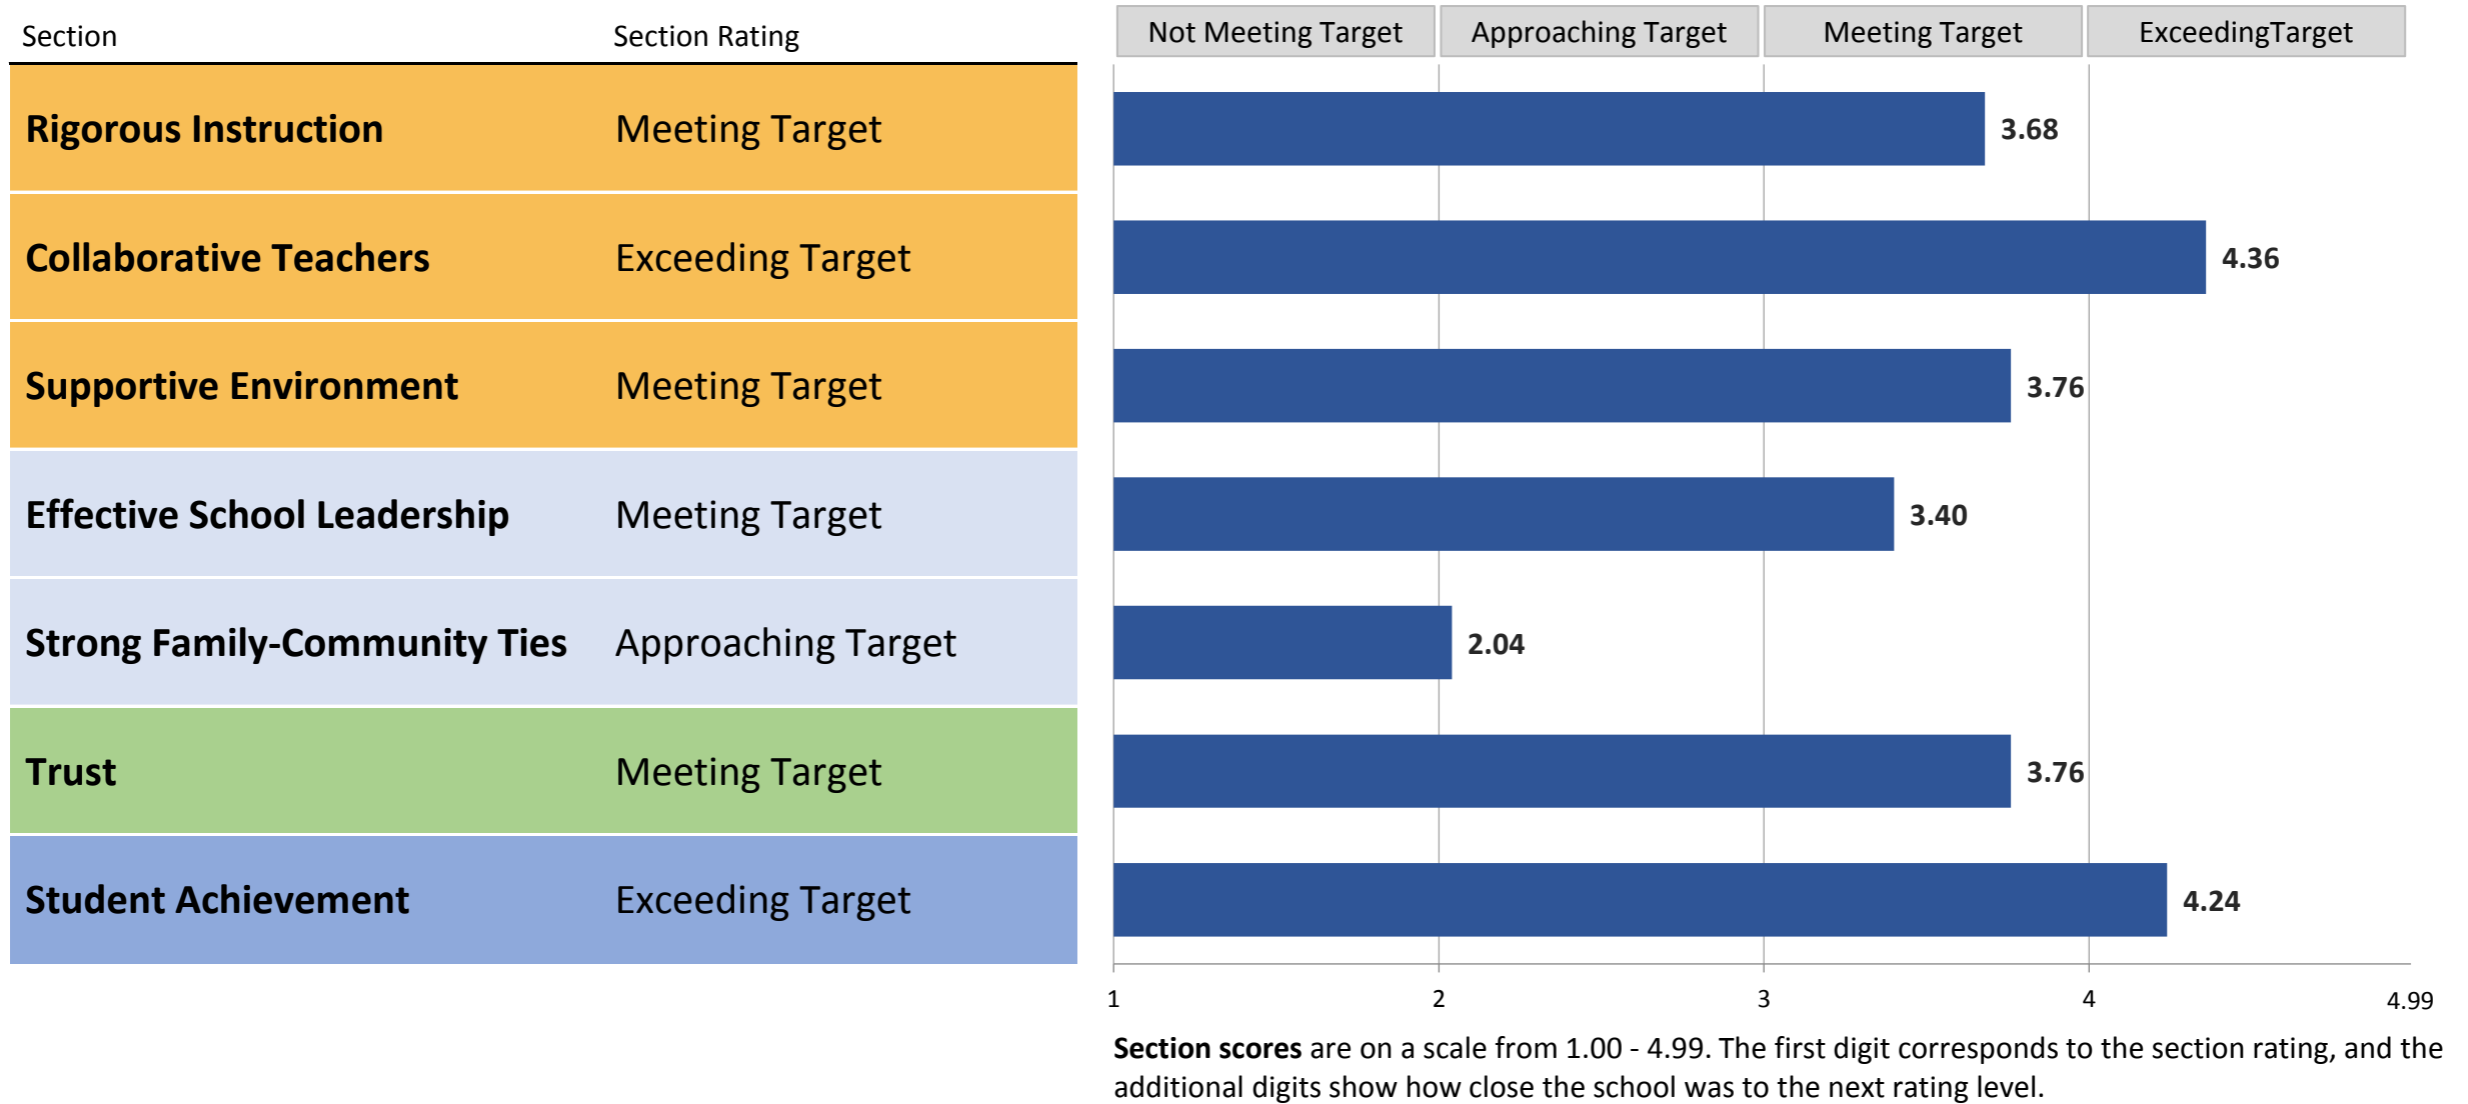 Section Section Rating Not Meeting Target Approaching Target Meeting Target ExceedingTarget
Rigorous Instruction Meeting Target 3.68
Collaborative Teachers Exceeding Target 4.36
Supportive Environment Meeting Target 3.76
Effective School Leadership Meeting Target 3.40
Strong Family-Community Ties Approaching Target 2.04
Trust Meeting Target 3.76
Student Achievement Exceeding Target 4.24
1 2 3 4 4.99
Section scores are on a scale from 1.00 - 4.99. The first digit corresponds to the section rating, and the
additional digits show how close the school was to the next rating level.